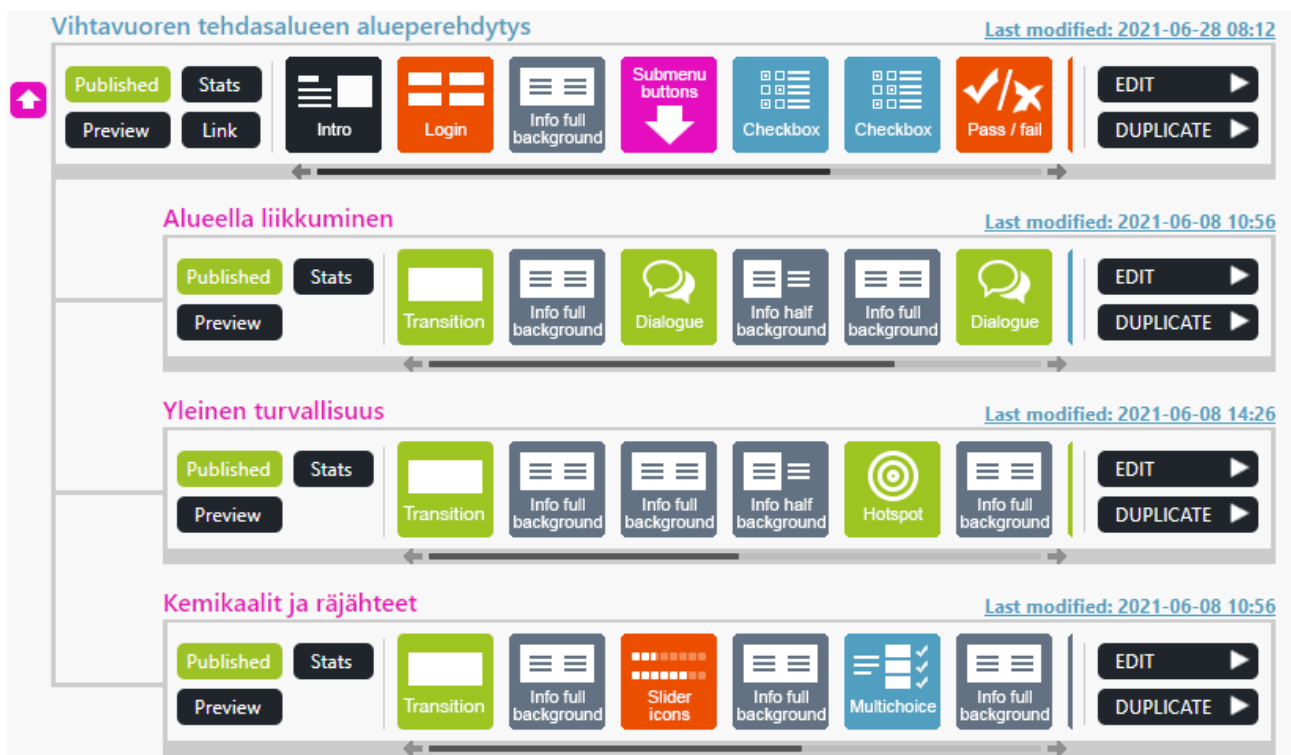 Vihtavuoren tehdasalueen alueperehdytys Last modified: 2021-06-28 08:12
Published Stats Preview Link
Intro
Login
Info full
background
Submenu
buttons
Checkbox
Checkbox
Pass / fail
EDIT
DUPLICATE
Alueella liikkuminen Last modified: 2021-06-08 10:56
Published Stats
Preview
Transition
Info full
background
Dialogue
Info half
background
Info full
background
Dialogue
EDIT
DUPLICATE
Yleinen turvallisuus Last modified: 2021-06-08 14:26
Published Stats
Preview
Transition
Info full
background
Info full
background
Info half
background
Hotspot
Info full
background
EDIT
DUPLICATE
Kemikaalit ja räjähteet Last modified: 2021-06-08 10:56
Published Stats
Preview
Transition
Info full
background
Slider
icons
Info full
background
Multichoice
Info full
background
EDIT
DUPLICATE